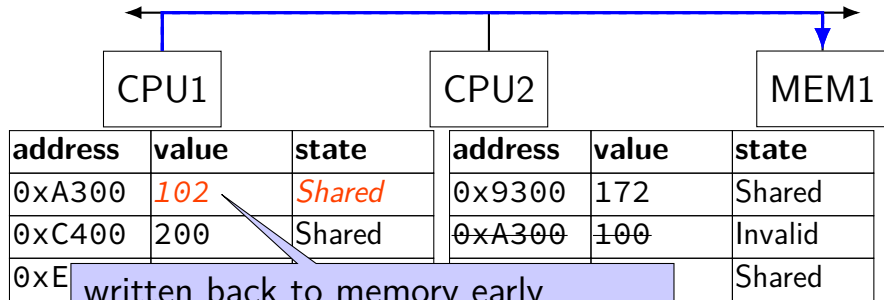 CPU1 CPU2 MEM1
address value state address value state
0xA300 102 Shared 0x9300 172 Shared
0xC400 200 Shared 0xA300 100 Invalid
0xE Shared
written back to memory early